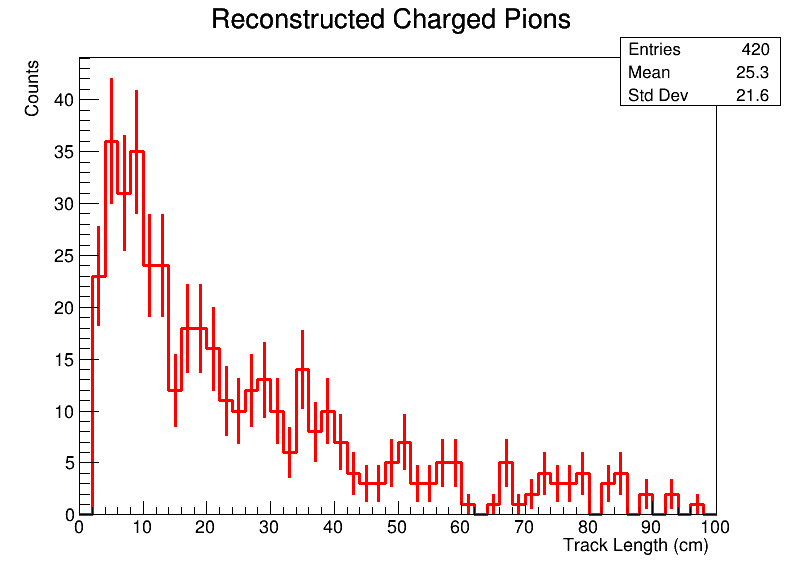 Reconstructed Charged Pions
Entries 420
Mean 25.3
Std Dev 21.6
Counts
40
35
30
25
20
15
10
5
0
0 10 20 30 40 50 60 70 80 90 100
Track Length (cm)